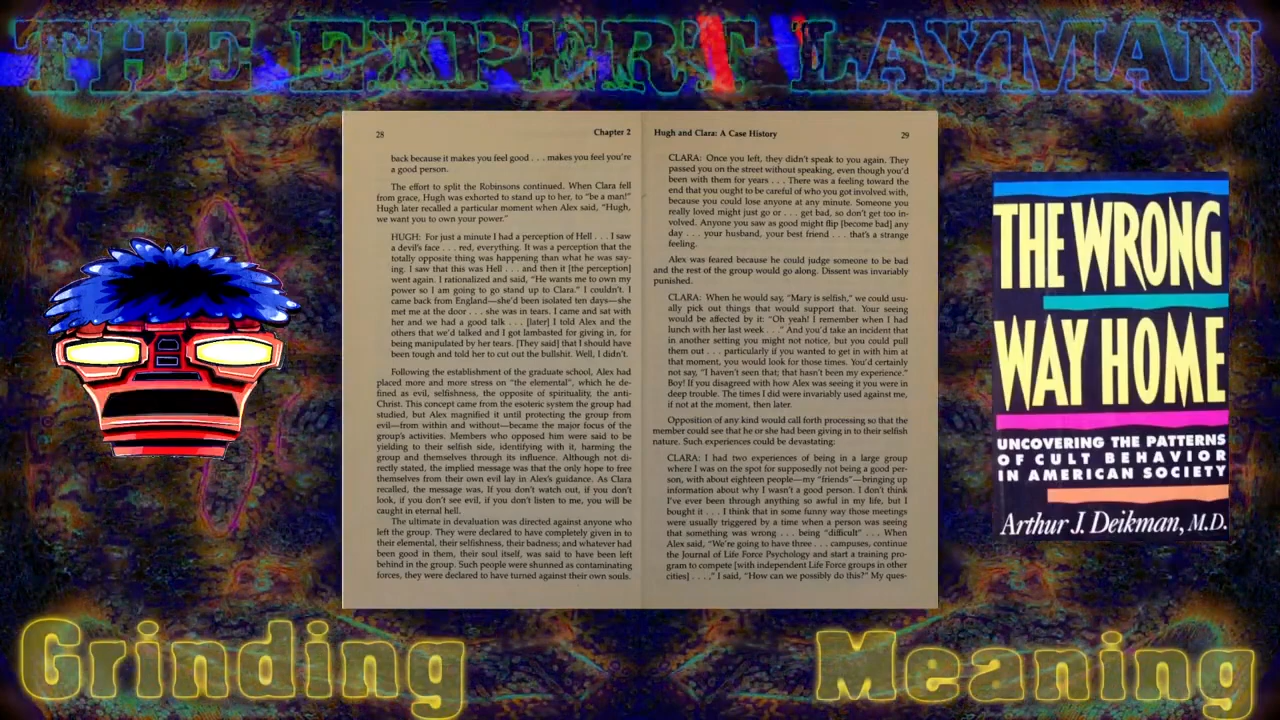 THE EXPERT LAYMAN
28
Chapter 2
back because it makes you feel good . . . makes you feel you're
a good person.
The effort to split the Robinsons continued. When Clara fell
from grace, Hugh was exhorted to stand up to her, to "be a man!"
Hugh later recalled a particular moment when Alex said, "Hugh,
we want you to own your power."
HUGH: For just a minute I had a perception of Hell . . . I saw
a devil's face . . . red, everything. It was a perception that the
totally opposite thing was happening than what he was say-
ing. I saw that this was Hell . . . and then it [the perception]
went again. I rationalized and said, "He wants me to own my
power so I am going to go stand up to Clara." I couldn't. I
came back from England—she'd been isolated ten days—she
met me at the door . . . she was in tears. I came and sat with
her and we had a good talk . . . [later] I told Alex and the
others that we'd talked and I got lambasted for giving in, for
being manipulated by her tears. [They said] that I should have
been tough and told her to cut out the bullshit. Well, I didn't.
Following the establishment of the graduate school, Alex had
placed more and more stress on "the elemental", which he de-
fined as evil, selfishness, the opposite of spirituality, the anti-
Christ. This concept came from the esoteric system the group had
studied, but Alex magnified it until protecting the group from
evil—from within and without—became the major focus of the
group's activities. Members who opposed him were said to be
yielding to their selfish side, identifying with it, harming the
group and themselves through its influence. Although not di-
rectly stated, the implied message was that the only hope to free
themselves from their own evil lay in Alex's guidance. As Clara
recalled, the message was, If you don't watch out, if you don't
look, if you don't see evil, if you don't listen to me, you will be
caught in eternal hell.
The ultimate in devaluation was directed against anyone who
left the group. They were declared to have completely given in to
their elemental, their selfishness, their badness; and whatever had
been good in them, their soul itself, was said to have been left
behind in the group. Such people were shunned as contaminating
forces, they were declared to have turned against their own souls.
Hugh and Clara: A Case History
29
CLARA: Once you left, they didn't speak to you again. They
passed you on the street without speaking, even though you'd
been with them for years . . . There was a feeling toward the
end that you ought to be careful of who you got involved with,
because you could lose anyone at any minute. Someone you
really loved might just go or . . . get bad, so don't get too in-
volved. Anyone you saw as good might flip [become bad] any
day . . . your husband, your best friend . . . that's a strange
feeling.
Alex was feared because he could judge someone to be bad
and the rest of the group would go along. Dissent was invariably
punished.
CLARA: When he would say, "Mary is selfish," we could usu-
ally pick out things that would support that. Your seeing
would be affected by it: "Oh yeah! I remember when I had
lunch with her last week . . ." And you'd take an incident that
in another setting you might not notice, but you could pull
them out . . . particularly if you wanted to get in with him at
that moment, you would look for those times. You'd certainly
not say, "I haven't seen that; that hasn't been my experience."
Boy! If you disagreed with how Alex was seeing it you were in
deep trouble. The times I did were invariably used against me,
if not at the moment, then later.
Opposition of any kind would call forth processing so that the
member could see that he or she had been giving in to their selfish
nature. Such experiences could be devastating:
CLARA: I had two experiences of being in a large group
where I was on the spot for supposedly not being a good per-
son, with about eighteen people—my "friends"—bringing up
information about why I wasn't a good person. I don't think
I've ever been through anything so awful in my life, but I
bought it . . . I think that in some funny way those meetings
were usually triggered by a time when a person was seeing
that something was wrong . . . being "difficult" . . . When
Alex said, "We're going to have three . . . campuses, continue
the Journal of Life Force Psychology and start a training pro-
gram to compete [with independent Life Force groups in other
cities] . . . ," I said, "How can we possibly do this?" My ques-
THE WRONG
WAY HOME
UNCOVERING THE PATTERNS
OF CULT BEHAVIOR
IN AMERICAN SOCIETY
Arthur J. Deikman, M.D.
Grinding
Meaning